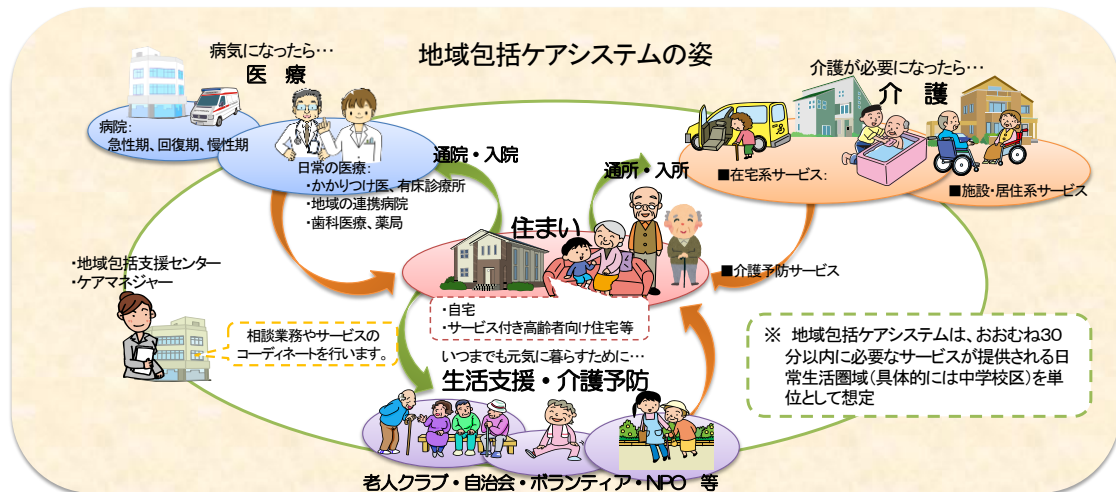 地域包括ケアシステムの姿
病気になったら…
医　療
病院：
急性期、回復期、慢性期
日常の医療：
・かかりつけ医、有床診療所
・地域の連携病院
・歯科医療、薬局
通院・入院
通所・入所
介護が必要になったら…
介　護
■在宅系サービス：
■施設・居住系サービス
■介護予防サービス
住まい
・自宅
・サービス付き高齢者向け住宅等
・地域包括支援センター
・ケアマネジャー
相談業務やサービスの
コーディネートを行います。
いつまでも元気に暮らすために…
生活支援・介護予防
老人クラブ・自治会・ボランティア・NPO　等
※　地域包括ケアシステムは、おおむね30
分以内に必要なサービスが提供される日
常生活圏域（具体的には中学校区）を単
位として想定